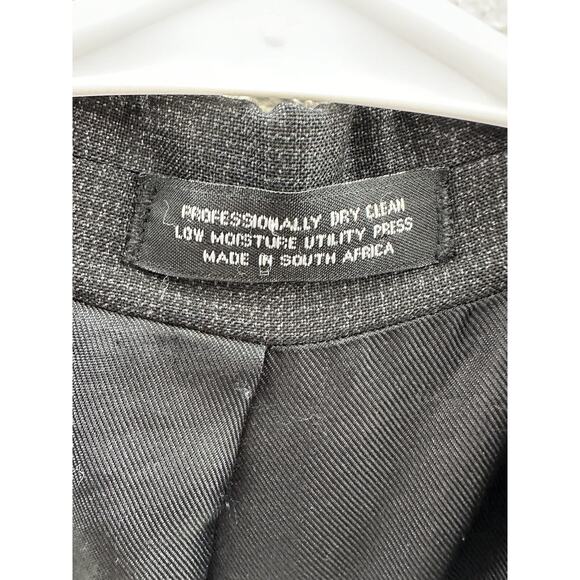 PROFESSIONALLY DRY CLEAN
LOW MOISTURE UTILITY PRESS
MADE IN SOUTH AFRICA